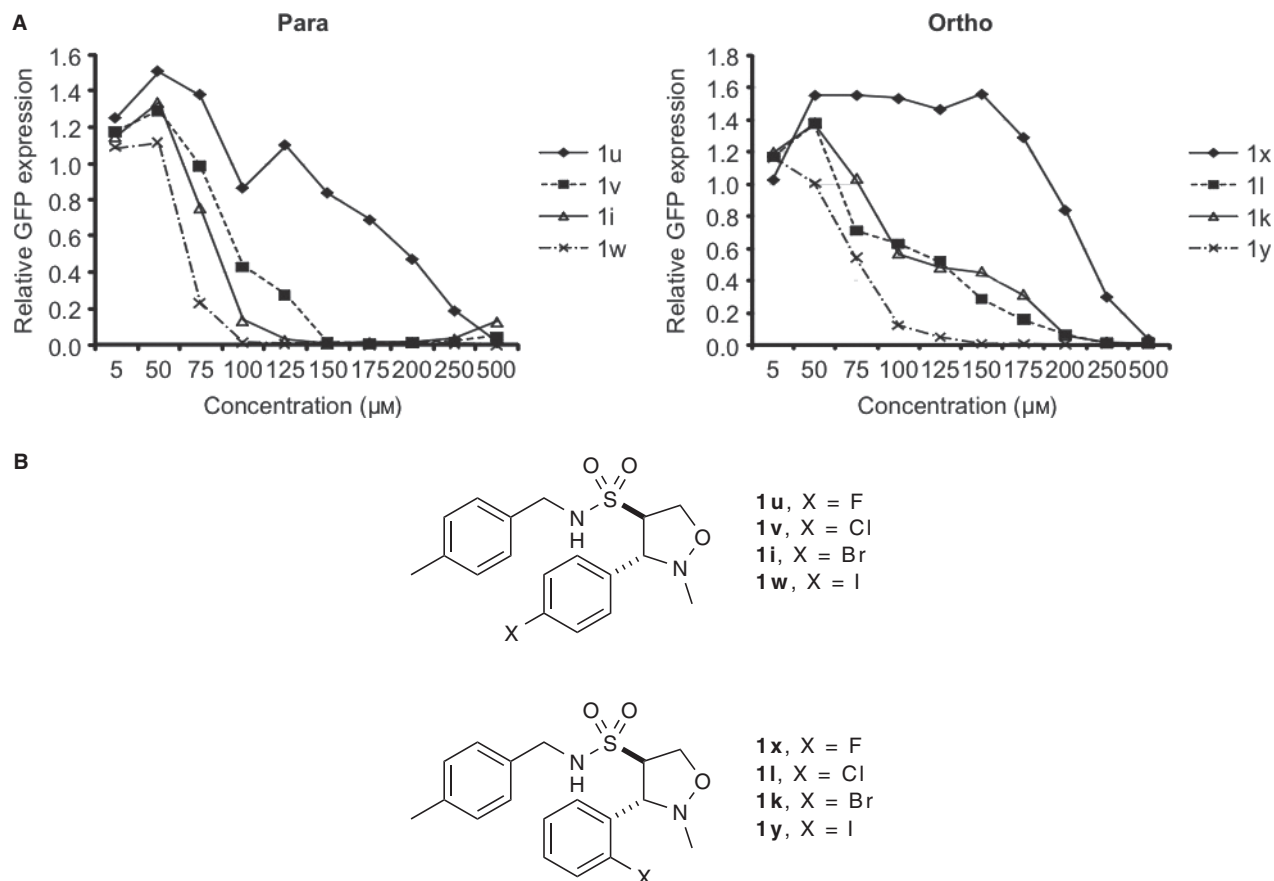 A
Para
Relative GFP expression
1.6
1.4
1.2
1.0
0.8
0.6
0.4
0.2
0.0
5 50 75 100 125 150 175 200 250 500
Concentration (µM)
1u
1v
1i
1w
Ortho
Relative GFP expression
1.8
1.6
1.4
1.2
1.0
0.8
0.6
0.4
0.2
0.0
5 50 75 100 125 150 175 200 250 500
Concentration (µM)
1x
1l
1k
1y
B
O O
S
N
H
O
N
X
1u, X = F
1v, X = Cl
1i, X = Br
1w, X = I
O O
S
N
H
O
N
X
1x, X = F
1l, X = Cl
1k, X = Br
1y, X = I